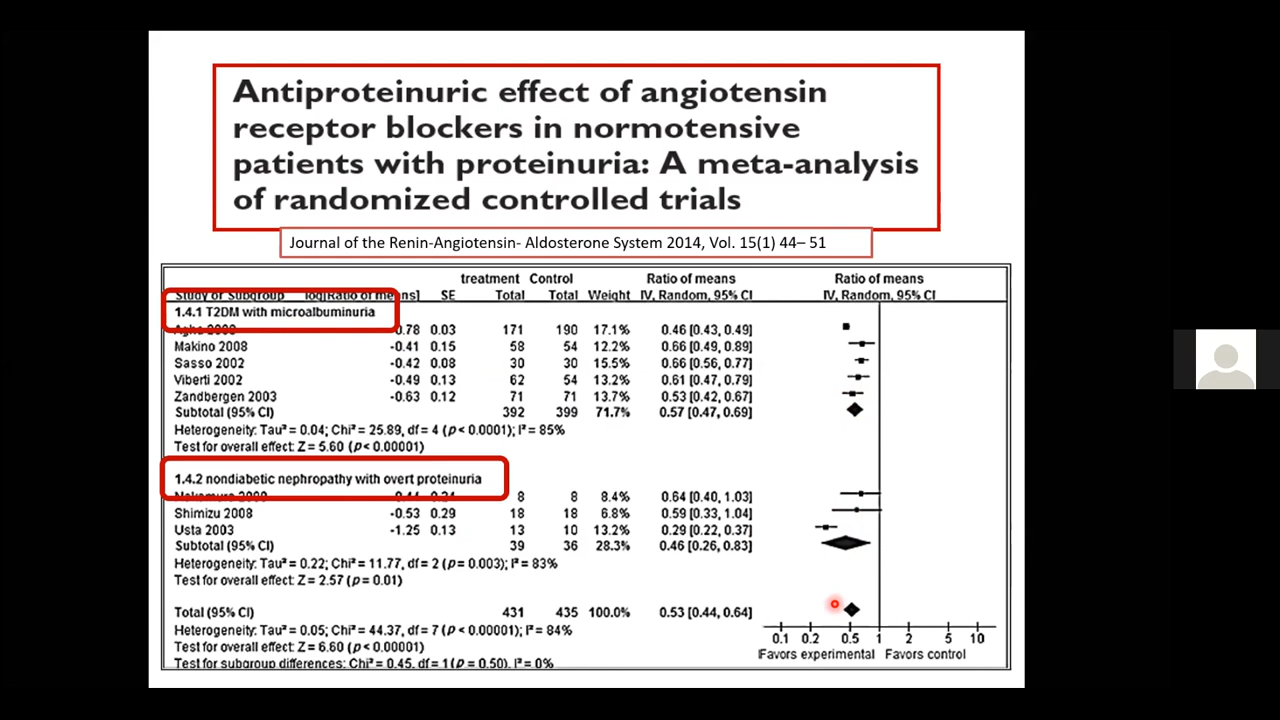 Antiproteinuric effect of angiotensin
receptor blockers in normotensive
patients with proteinuria: A meta-analysis
of randomized controlled trials
Journal of the Renin-Angiotensin- Aldosterone System 2014, Vol. 15(1) 44– 51
treatment Control Ratio of means Ratio of means
Study or Subgroup log[Ratio of means] SE Total Total Weight IV, Random, 95% CI IV, Random, 95% CI
1.4.1 T2DM with microalbuminuria
0.78 0.03 171 190 17.1% 0.46 [0.43, 0.49]
Makino 2008 -0.41 0.15 58 54 12.2% 0.66 [0.49, 0.89]
Sasso 2002 -0.42 0.08 30 30 15.5% 0.66 [0.56, 0.77]
Viberti 2002 -0.49 0.13 62 54 13.2% 0.61 [0.47, 0.79]
Zandbergen 2003 -0.63 0.12 71 71 13.7% 0.53 [0.42, 0.67]
Subtotal (95% CI) 392 399 71.7% 0.57 [0.47, 0.69]
Heterogeneity: Tau² = 0.04; Chi² = 25.89, df = 4 (p < 0.0001); I² = 85%
Test for overall effect: Z = 5.60 (p < 0.00001)
1.4.2 nondiabetic nephropathy with overt proteinuria
8 8 8.4% 0.64 [0.40, 1.03]
Shimizu 2008 -0.53 0.29 18 18 6.8% 0.59 [0.33, 1.04]
Usta 2003 -1.25 0.13 13 10 13.2% 0.29 [0.22, 0.37]
Subtotal (95% CI) 39 36 28.3% 0.46 [0.26, 0.83]
Heterogeneity: Tau² = 0.22; Chi² = 11.77, df = 2 (p = 0.003); I² = 83%
Test for overall effect: Z = 2.57 (p = 0.01)
Total (95% CI) 431 435 100.0% 0.53 [0.44, 0.64]
Heterogeneity: Tau² = 0.05; Chi² = 44.37, df = 7 (p < 0.00001); I² = 84%
Test for overall effect: Z = 6.60 (p < 0.00001)
Test for subgroup differences: Chi² = 0.45, df = 1 (p = 0.50), I² = 0%
0.1 0.2 0.5 1 2 5 10
Favors experimental Favors control